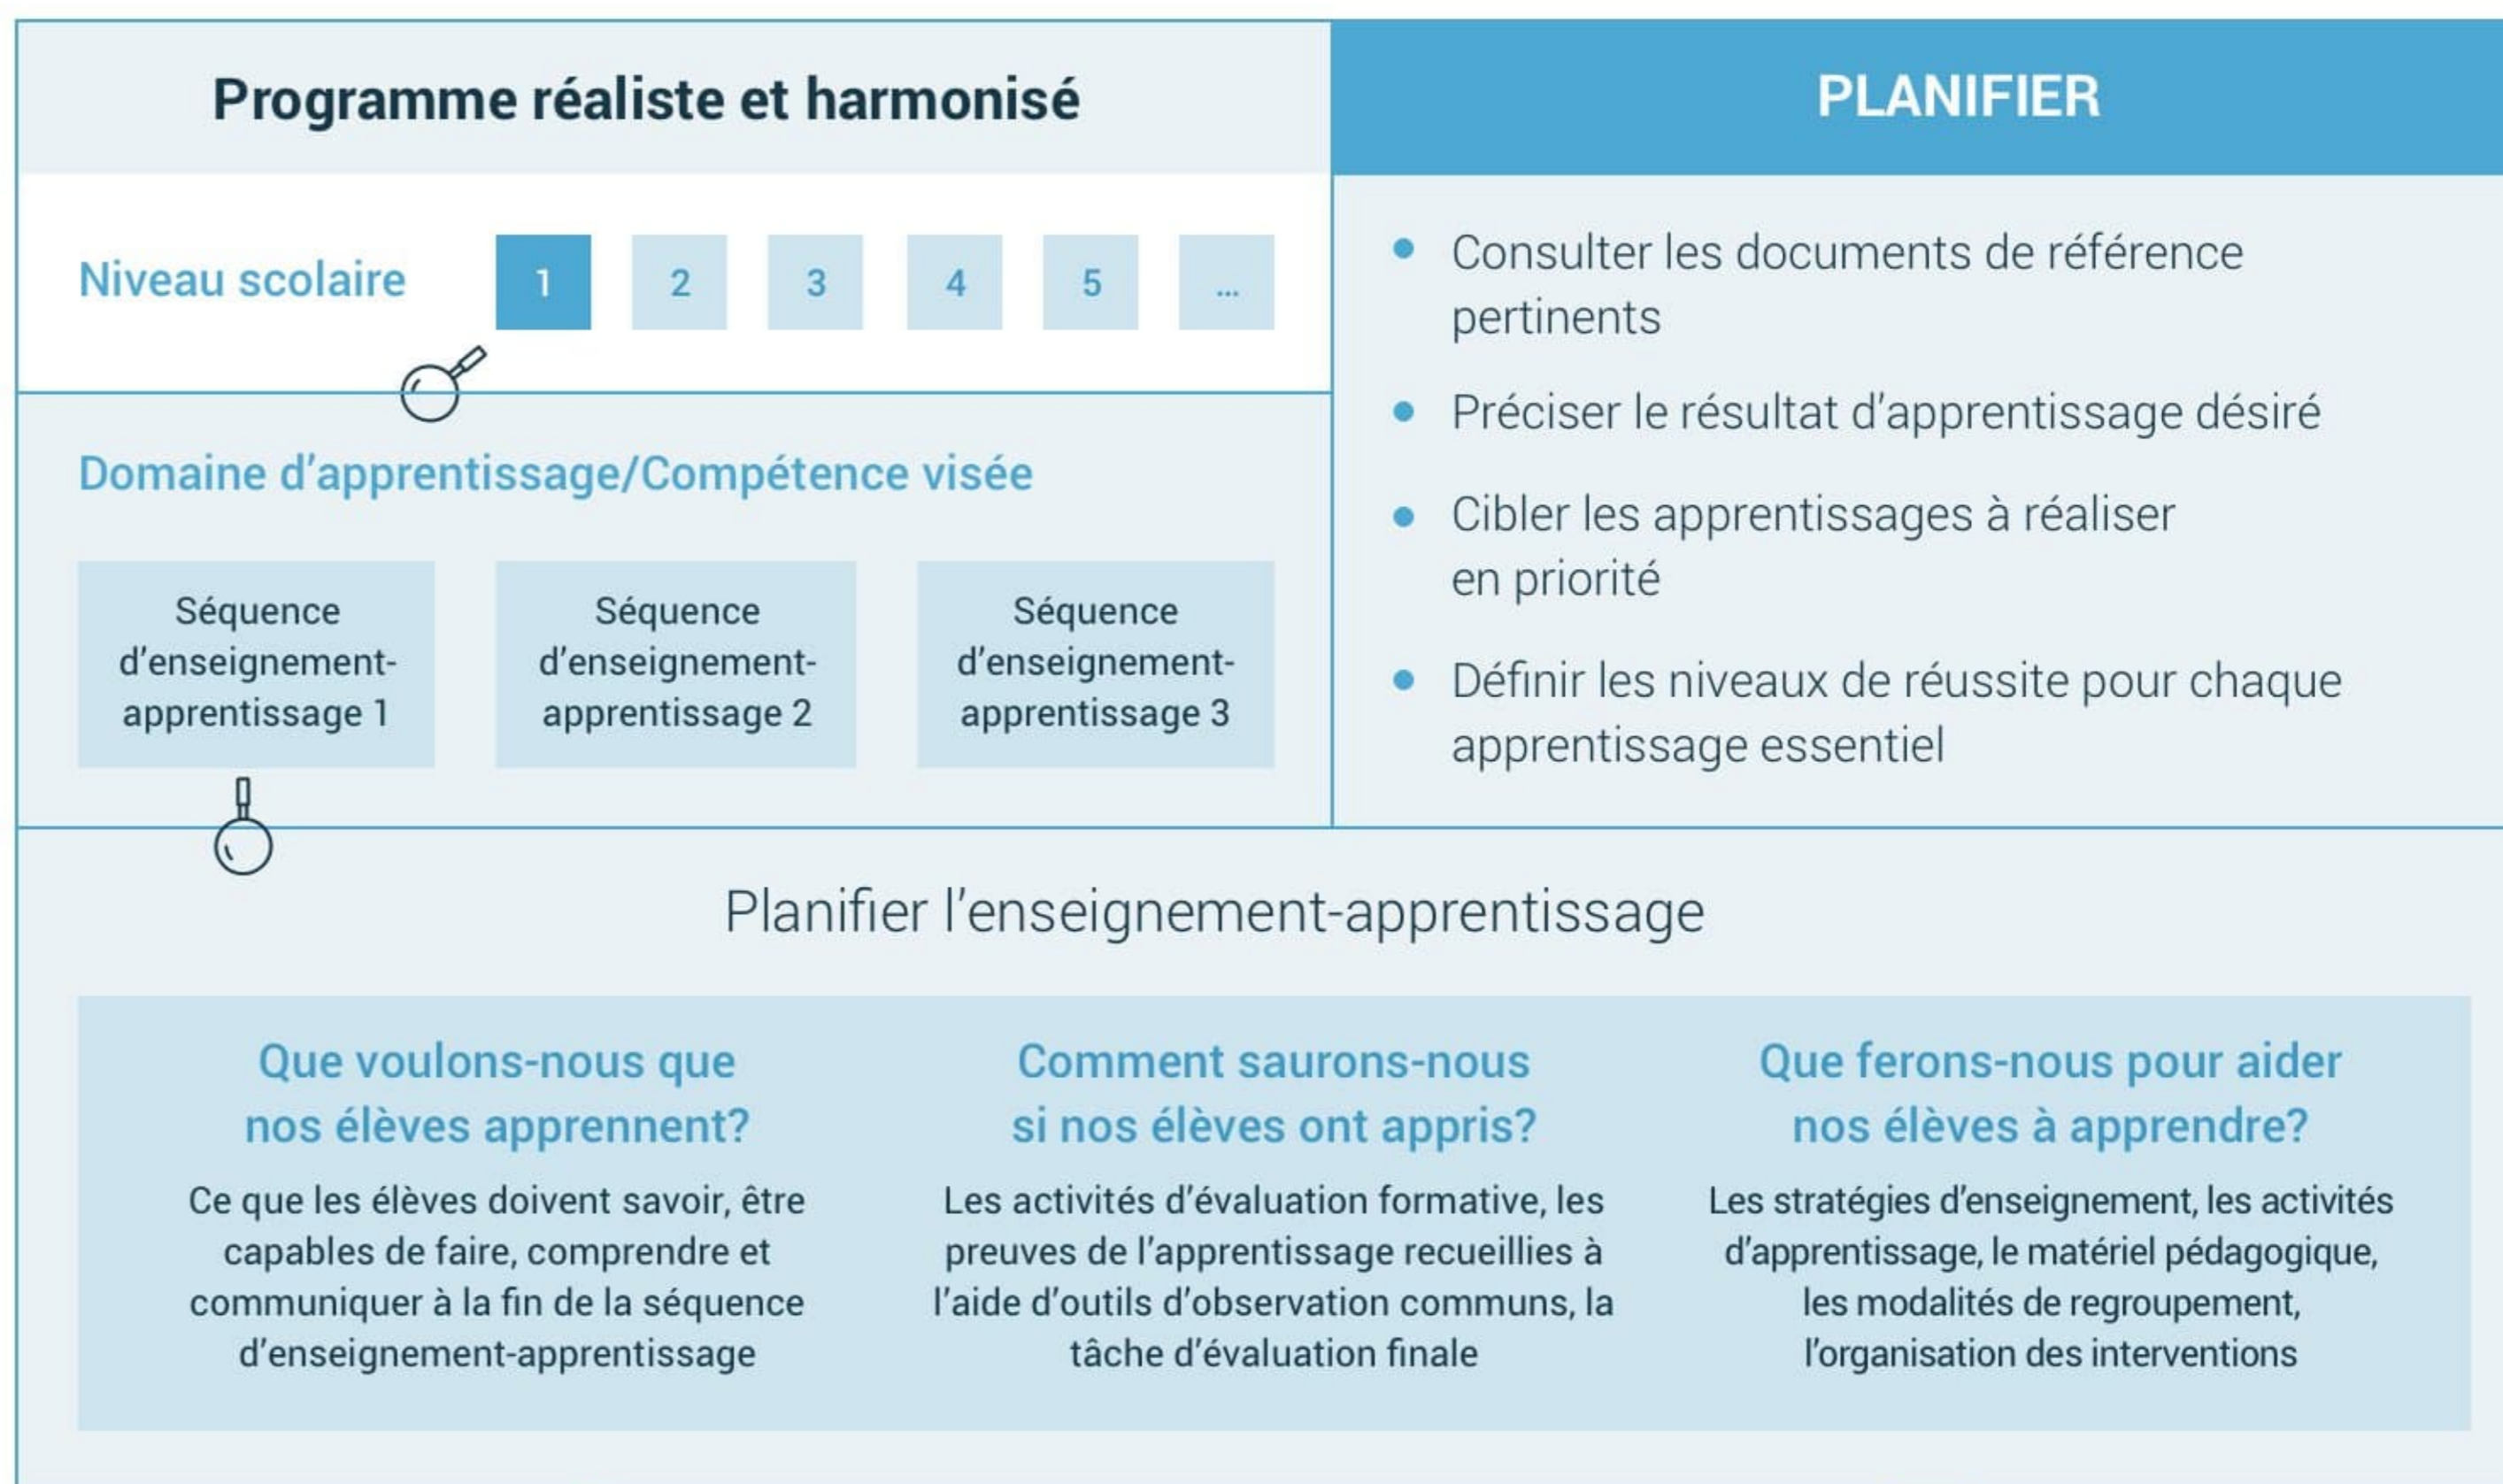 Programme réaliste et harmonisé
Niveau scolaire
1
2
3
4
5
...
Domaine d'apprentissage/Compétence visée
Séquence
d'enseignement-
apprentissage 1
Séquence
d'enseignement-
apprentissage 2
Séquence
d'enseignement-
apprentissage 3
PLANIFIER
• Consulter les documents de référence
pertinents
• Préciser le résultat d'apprentissage désiré
• Cibler les apprentissages à réaliser
en priorité
• Définir les niveaux de réussite pour chaque
apprentissage essentiel
Planifier l'enseignement-apprentissage
Que voulons-nous que
nos élèves apprennent?
Ce que les élèves doivent savoir, être
capables de faire, comprendre et
communiquer à la fin de la séquence
d'enseignement-apprentissage
Comment saurons-nous
si nos élèves ont appris?
Les activités d'évaluation formative, les
preuves de l'apprentissage recueillies à
l'aide d'outils d'observation communs, la
tâche d'évaluation finale
Que ferons-nous pour aider
nos élèves à apprendre?
Les stratégies d'enseignement, les activités
d'apprentissage, le matériel pédagogique,
les modalités de regroupement,
l'organisation des interventions